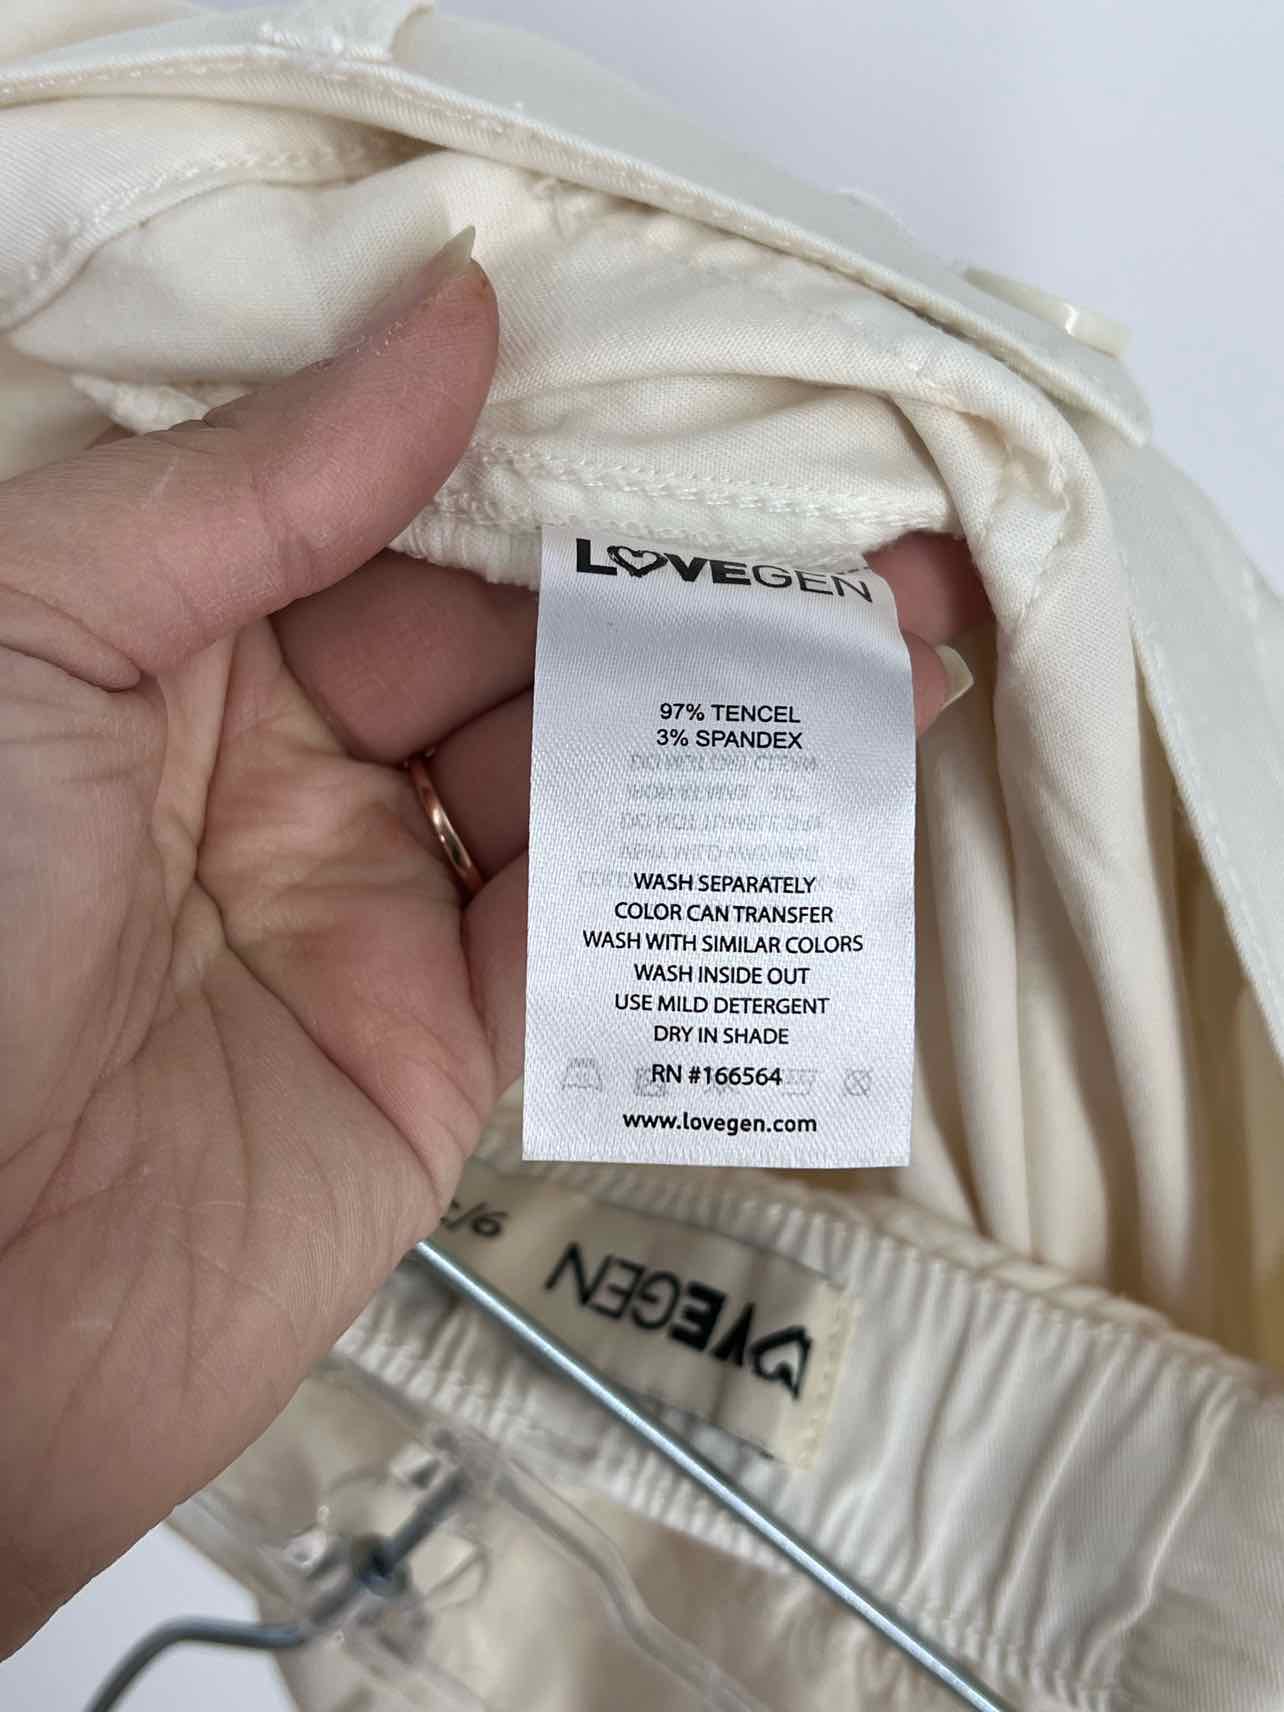 LOVEGEN
97% TENCEL
3% SPANDEX
WASH SEPARATELY
COLOR CAN TRANSFER
WASH WITH SIMILAR COLORS
WASH INSIDE OUT
USE MILD DETERGENT
DRY IN SHADE
RN #166564
www.lovegen.com
LOVEGEN